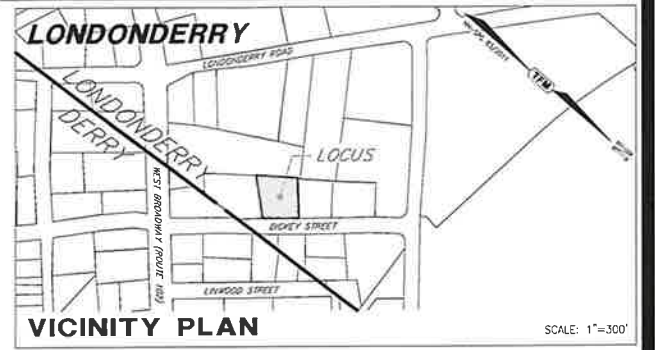 LONDONDERRY
LONDONDERRY ROAD
TFM
LONDONDERRY
DERRY
LOCUS
WEST BROADWAY (ROUTE 102)
DICKEY STREET
LINWOOD STREET
VICINITY PLAN
SCALE: 1"=300'